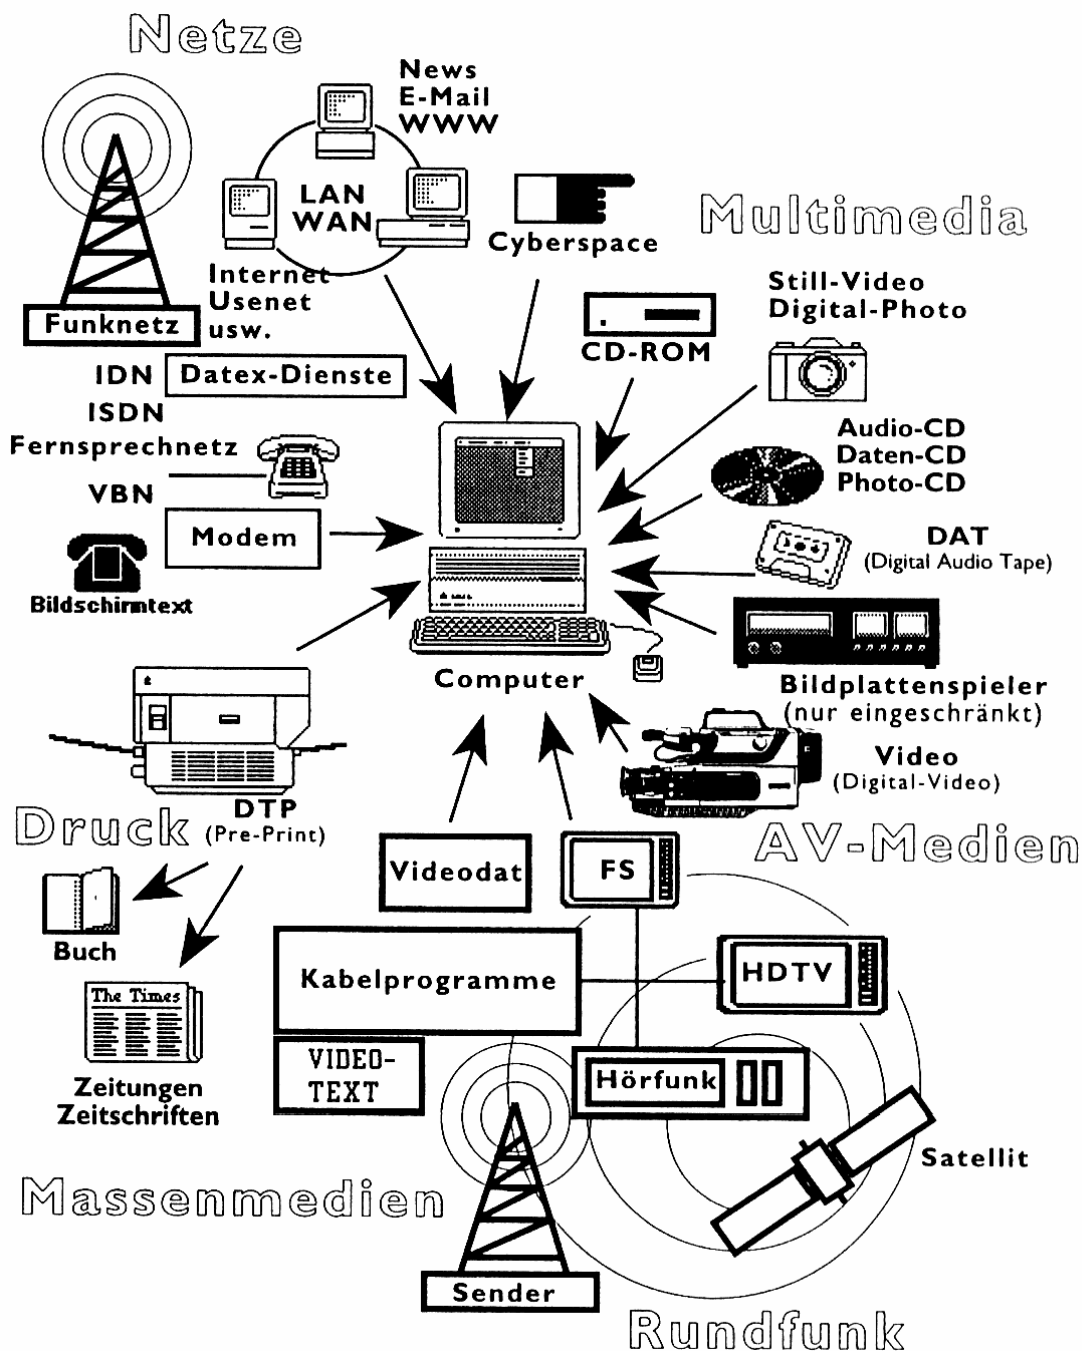 Netze
News
E-Mail
WWW
LAN
WAN
Internet
Usenet
usw.
Funknetz
Cyberspace
Multimedia
CD-ROM
Still-Video
Digital-Photo
IDN
Datex-Dienste
ISDN
Fernsprechnetz
VBN
Modem
Bildschirmtext
Audio-CD
Daten-CD
Photo-CD
DAT
(Digital Audio Tape)
Computer
Bildplattenspieler
(nur eingeschränkt)
Video
(Digital-Video)
AV-Medien
Druck
DTP
(Pre-Print)
Buch
The Times
Zeitungen
Zeitschriften
Videodat
FS
Kabelprogramme
HDTV
VIDEO-
TEXT
Hörfunk
Satellit
Massenmedien
Sender
Rundfunk